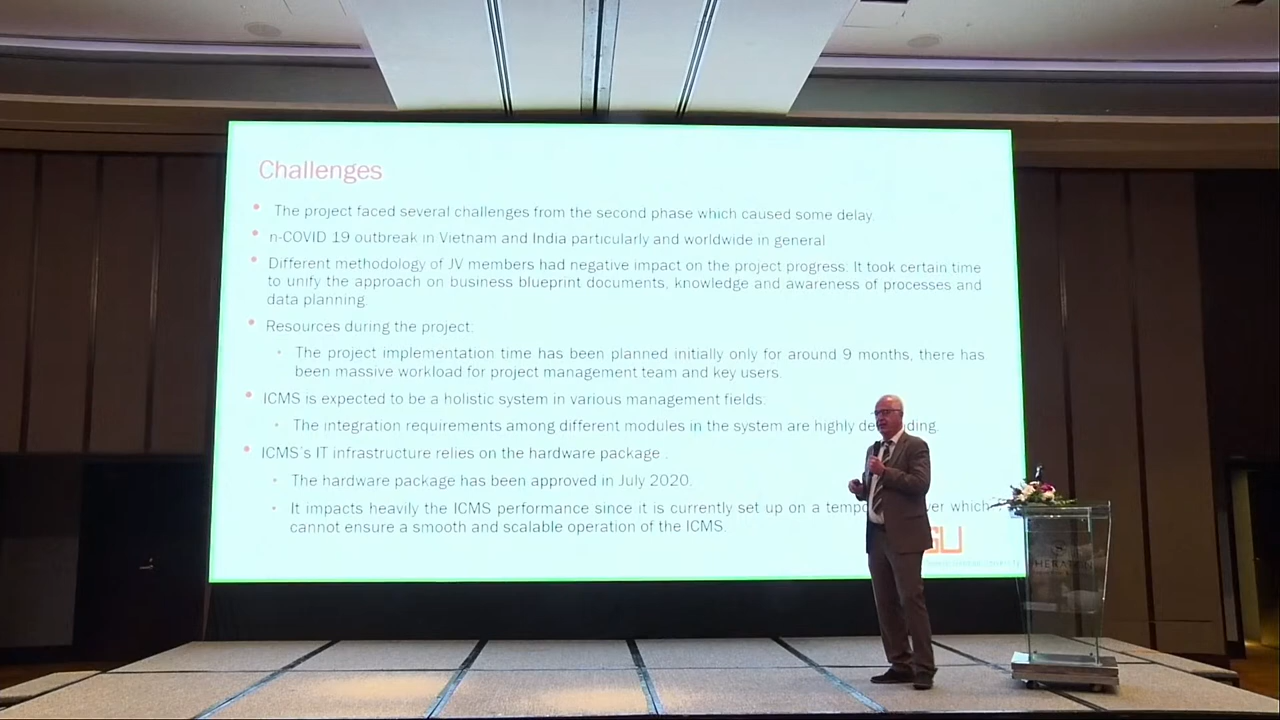 Challenges
The project faced several challenges from the second phase which caused some delay
n-COVID 19 outbreak in Vietnam and India particularly and worldwide in general
Different methodology of JV members had negative impact on the project progress: It took certain time
to unify the approach on business blueprint documents, knowledge and awareness of processes and
data planning.
Resources during the project:
The project implementation time has been planned initially only for around 9 months, there has
been massive workload for project management team and key users.
ICMS is expected to be a holistic system in various management fields:
The integration requirements among different modules in the system are highly
ICMS's IT infrastructure relies on the hardware package .
The hardware package has been approved in July 2020.
It impacts heavily the ICMS performance since it is currently set up on a which
cannot ensure a smooth and scalable operation of the ICMS.